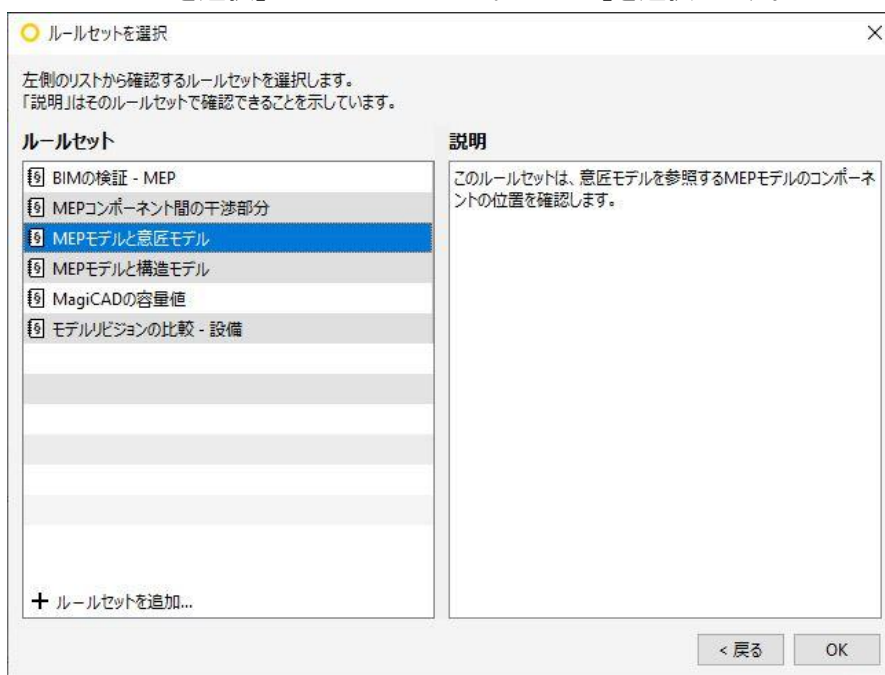 ルールセットを選択
左側のリストから確認するルールセットを選択します。
「説明」はそのルールセットで確認できることを示しています。
ルールセット
BIMの検証 - MEP
MEPコンポーネント間の干渉部分
MEPモデルと意匠モデル
MEPモデルと構造モデル
MagiCADの容量値
モデルリビジョンの比較 - 設備
+ ルールセットを追加...
説明
このルールセットは、意匠モデルを参照するMEPモデルのコンポーネ
ントの位置を確認します。
< 戻る
OK